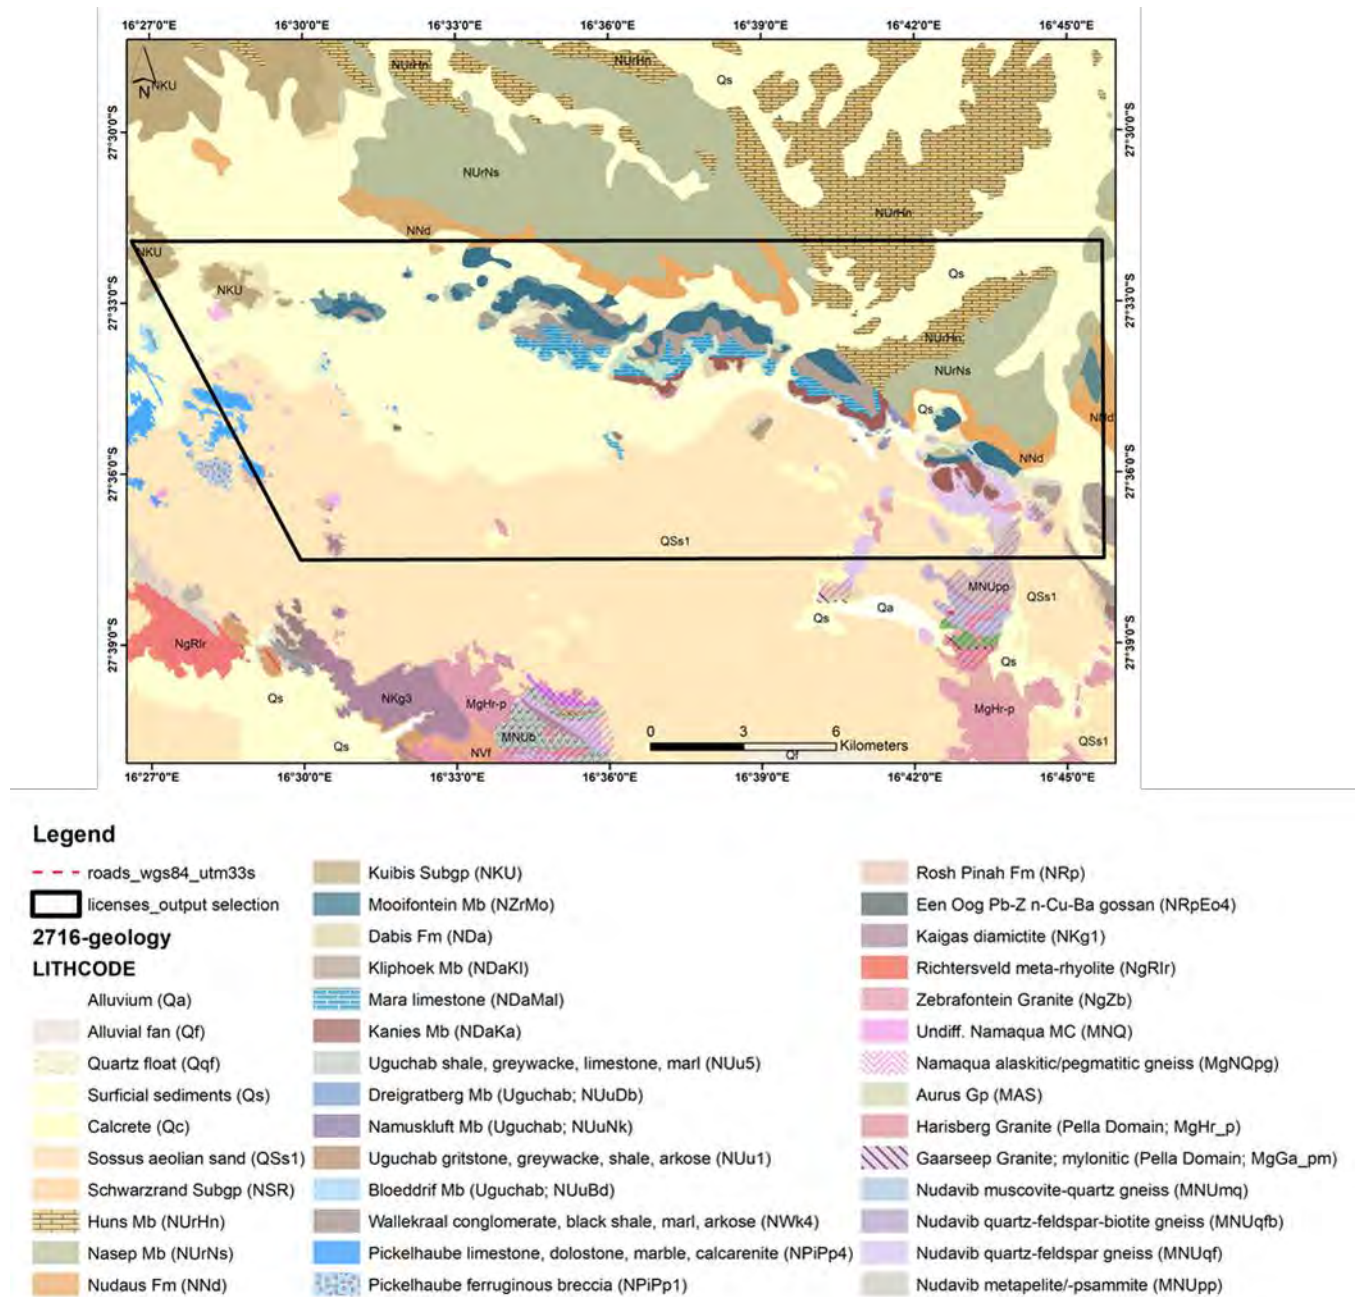 16°27'0"E 16°30'0"E 16°33'0"E 16°36'0"E 16°39'0"E 16°42'0"E 16°45'0"E
NUrHn
NUrHn
Qs
NKU
N
27°30'0"S
27°30'0"S
NUrNs
NUrHn
NNd
NKU
Qs
NKU
27°33'0"S
27°33'0"S
NUrHn
NUrNs
Qs
NNd
NNd
27°36'0"S
27°36'0"S
QSs1
MNUpp
QSs1
Qa
Qs
27°39'0"S
27°39'0"S
NgRIr
Qs
Qs
NKg3
MgHr-p
MgHr-p
MNUb
Qs
NVf
0 3 6
Kilometers
QSs1
Qf
16°27'0"E 16°30'0"E 16°33'0"E 16°36'0"E 16°39'0"E 16°42'0"E 16°45'0"E
Legend
roads_wgs84_utm33s
licenses_output selection
2716-geology
LITHCODE
Alluvium (Qa)
Alluvial fan (Qf)
Quartz float (Qqf)
Surficial sediments (Qs)
Calcrete (Qc)
Sossus aeolian sand (QSs1)
Schwarzrand Subgp (NSR)
Huns Mb (NUrHn)
Nasep Mb (NUrNs)
Nudaus Fm (NNd)
Kuibis Subgp (NKU)
Mooifontein Mb (NZrMo)
Dabis Fm (NDa)
Kliphoek Mb (NDaKl)
Mara limestone (NDaMal)
Kanies Mb (NDaKa)
Uguchab shale, greywacke, limestone, marl (NUu5)
Dreigratberg Mb (Uguchab; NUuDb)
Namuskluft Mb (Uguchab; NUuNk)
Uguchab gritstone, greywacke, shale, arkose (NUu1)
Bloeddrif Mb (Uguchab; NUuBd)
Wallekraal conglomerate, black shale, marl, arkose (NWk4)
Pickelhaube limestone, dolostone, marble, calcarenite (NPiPp4)
Pickelhaube ferruginous breccia (NPiPp1)
Rosh Pinah Fm (NRp)
Een Oog Pb-Z n-Cu-Ba gossan (NRpEo4)
Kaigas diamictite (NKg1)
Richtersveld meta-rhyolite (NgRIr)
Zebrafontein Granite (NgZb)
Undiff. Namaqua MC (MNQ)
Namaqua alaskitic/pegmatitic gneiss (MgNQpg)
Aurus Gp (MAS)
Harisberg Granite (Pella Domain; MgHr_p)
Gaarseep Granite; mylonitic (Pella Domain; MgGa_pm)
Nudavib muscovite-quartz gneiss (MNUmq)
Nudavib quartz-feldspar-biotite gneiss (MNUqfb)
Nudavib quartz-feldspar gneiss (MNUqf)
Nudavib metapelite/-psammite (MNUpp)